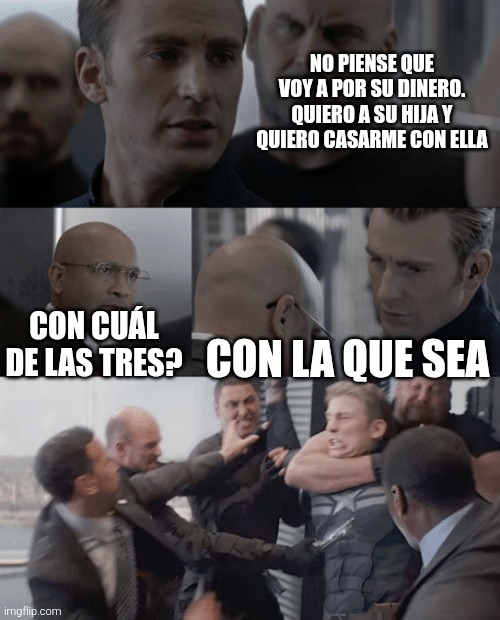 NO PIENSE QUE
VOY A POR SU DINERO.
QUIERO A SU HIJA Y
QUIERO CASARME CON ELLA
CON CUÁL
DE LAS TRES?
CON LA QUE SEA
imgflip.com